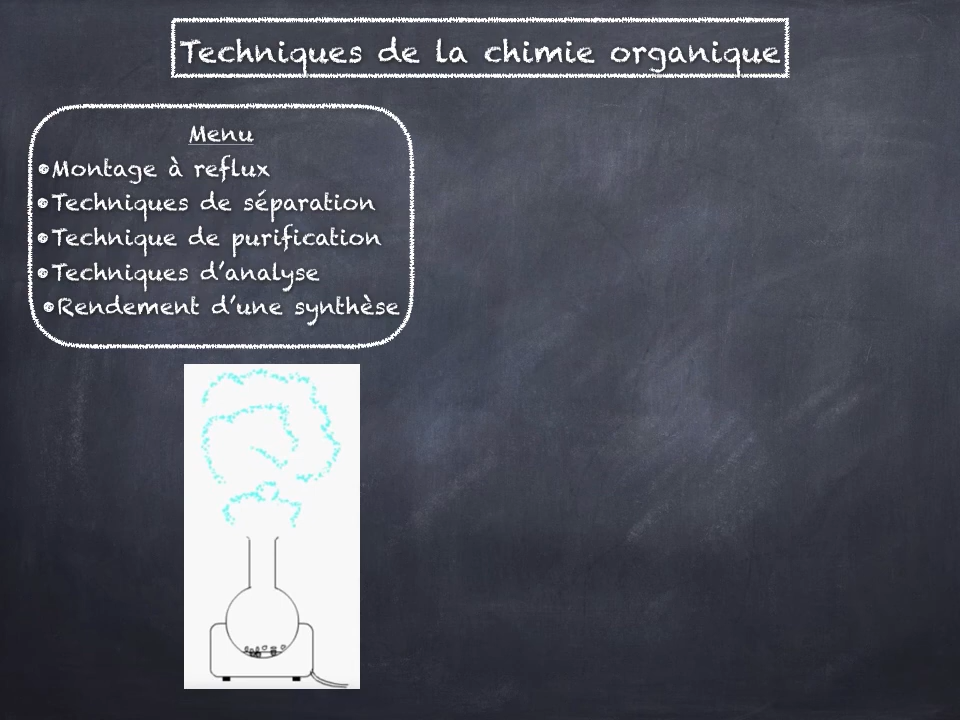 Techniques de la chimie organique
Menu
•Montage à reflux
•Techniques de séparation
•Technique de purification
•Techniques d'analyse
•Rendement d'une synthèse